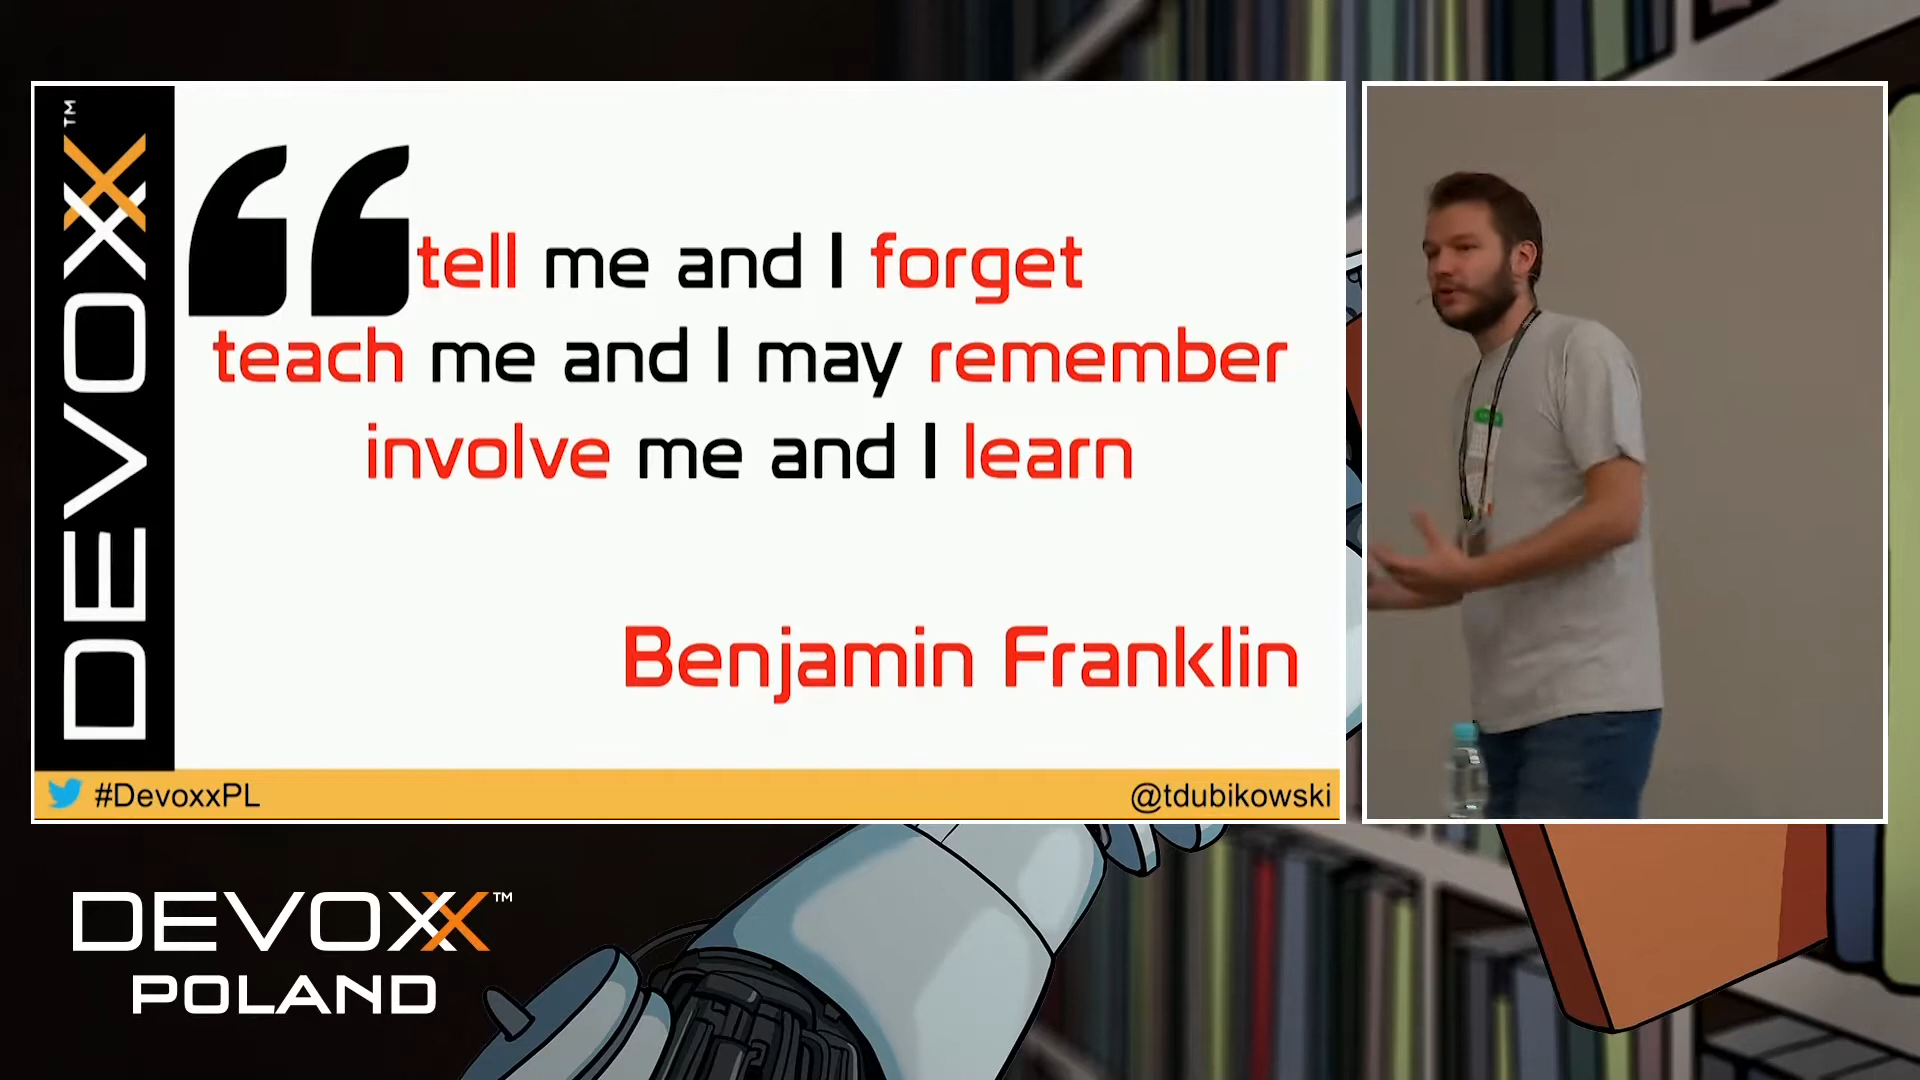 DEVOXX™
“tell me and I forget
teach me and I may remember
involve me and I learn
Benjamin Franklin
#DevoxxPL
@tdubikowski
DEVOXX™
POLAND